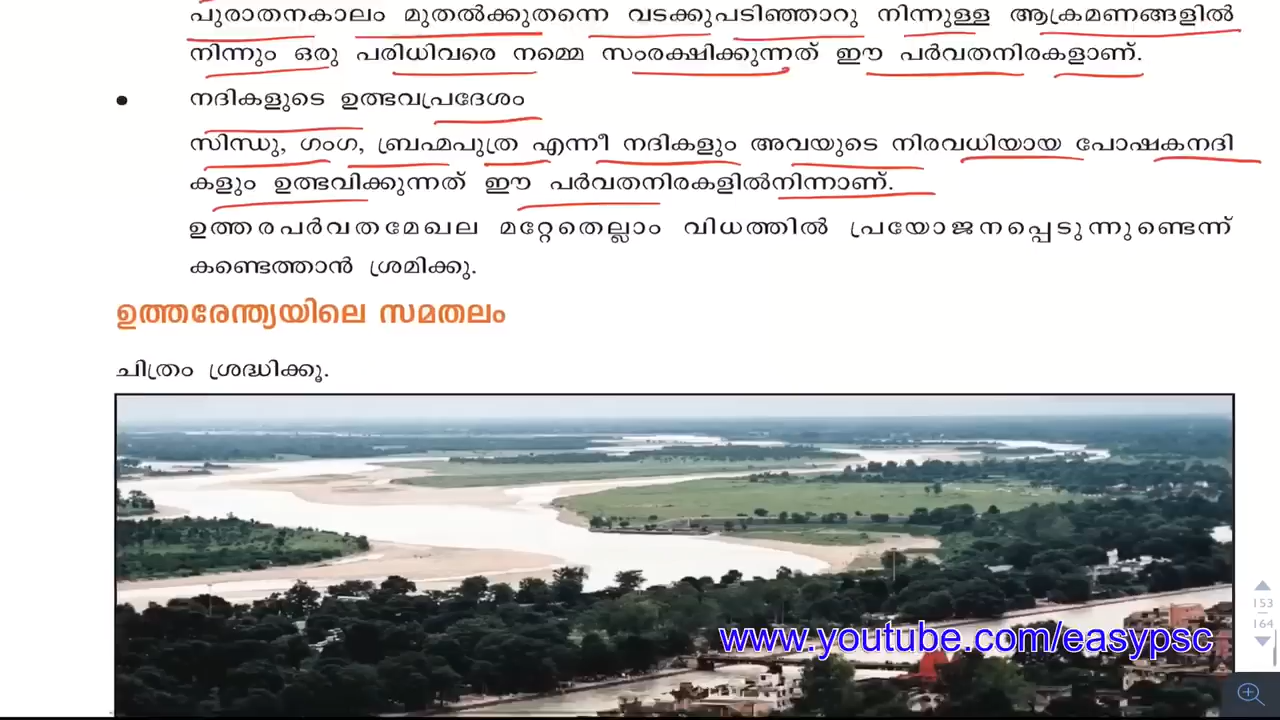 പുരാതനകാലം മുതൽക്കുതന്നെ വടക്കുപടിഞ്ഞാറു നിന്നുള്ള ആക്രമണങ്ങളിൽ
നിന്നും ഒരു പരിധിവരെ നമ്മെ സംരക്ഷിക്കുന്നത് ഈ പർവതനിരകളാണ്.
• നദികളുടെ ഉത്ഭവപ്രദേശം
സിന്ധു, ഗംഗ, ബ്രഹ്മപുത്ര എന്നീ നദികളും അവയുടെ നിരവധിയായ പോഷകനദി
കളും ഉത്ഭവിക്കുന്നത് ഈ പർവതനിരകളിൽനിന്നാണ്.
ഉത്തരപർവതമേഖല മറ്റേതെല്ലാം വിധത്തിൽ പ്രയോജനപ്പെടുന്നുണ്ടെന്ന്
കണ്ടെത്താൻ ശ്രമിക്കൂ.
ഉത്തരേന്ത്യയിലെ സമതലം
ചിത്രം ശ്രദ്ധിക്കൂ.
www.youtube.com/easypsc
153
164